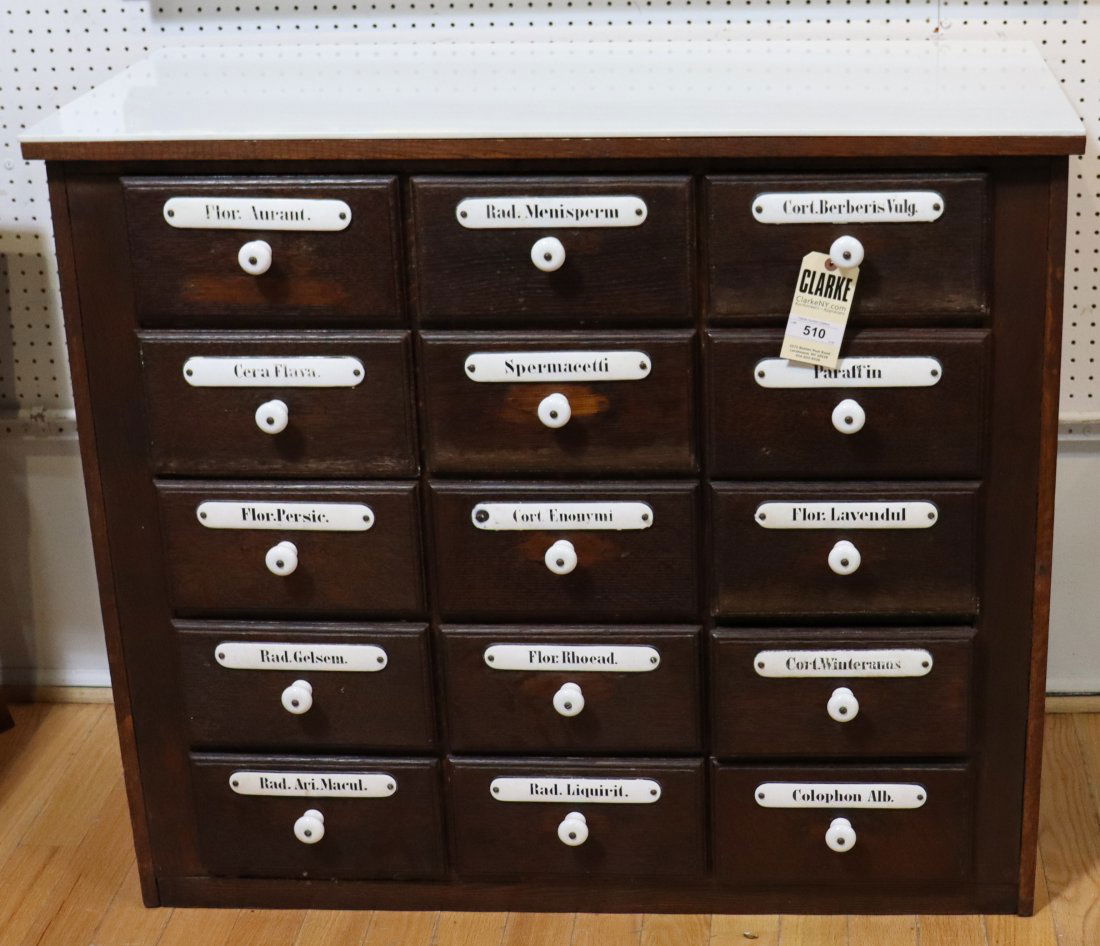 Flor. Aurant.
Rad. Menisperm
Cort.Berberis Vulg.
CLARKE
ClarkeNY.com
510
Cera Flava.
Spermacetti
Paraffin
Flor.Persic.
Cort. Enonymi
Flor. Lavendul
Rad.Gelsem.
Flor.Rhoead.
Cort.Winteranus
Rad. Ari.Macul.
Rad. Liquirit.
Colophon Alb.